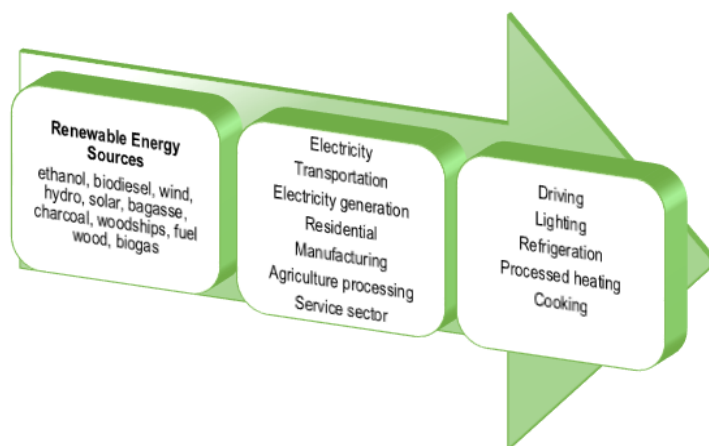 Renewable Energy
Sources
ethanol, biodiesel, wind,
hydro, solar, bagasse,
charcoal, woodships, fuel
wood, biogas
Electricity
Transportation
Electricity generation
Residential
Manufacturing
Agriculture processing
Service sector
Driving
Lighting
Refrigeration
Processed heating
Cooking